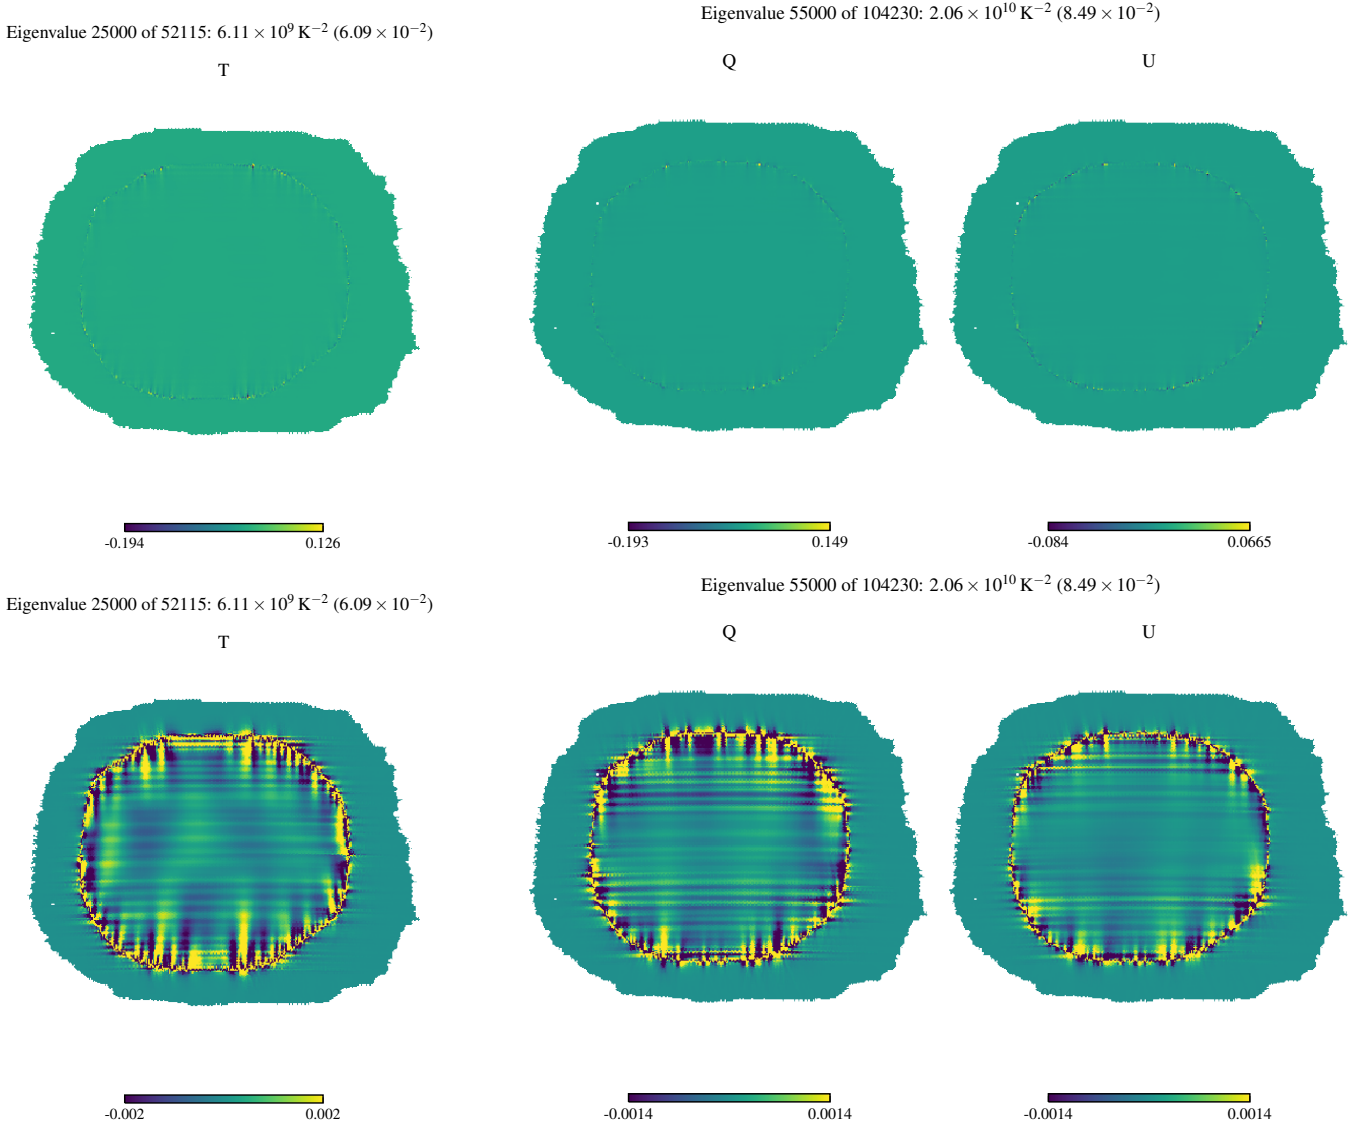 Eigenvalue 25000 of 52115: 6.11 × 10⁹ K⁻² (6.09 × 10⁻²)
T
Eigenvalue 55000 of 104230: 2.06 × 10¹⁰ K⁻² (8.49 × 10⁻²)
Q U
-0.194 0.126
-0.193 0.149
-0.084 0.0665
Eigenvalue 25000 of 52115: 6.11 × 10⁹ K⁻² (6.09 × 10⁻²)
T
Eigenvalue 55000 of 104230: 2.06 × 10¹⁰ K⁻² (8.49 × 10⁻²)
Q U
-0.002 0.002
-0.0014 0.0014
-0.0014 0.0014